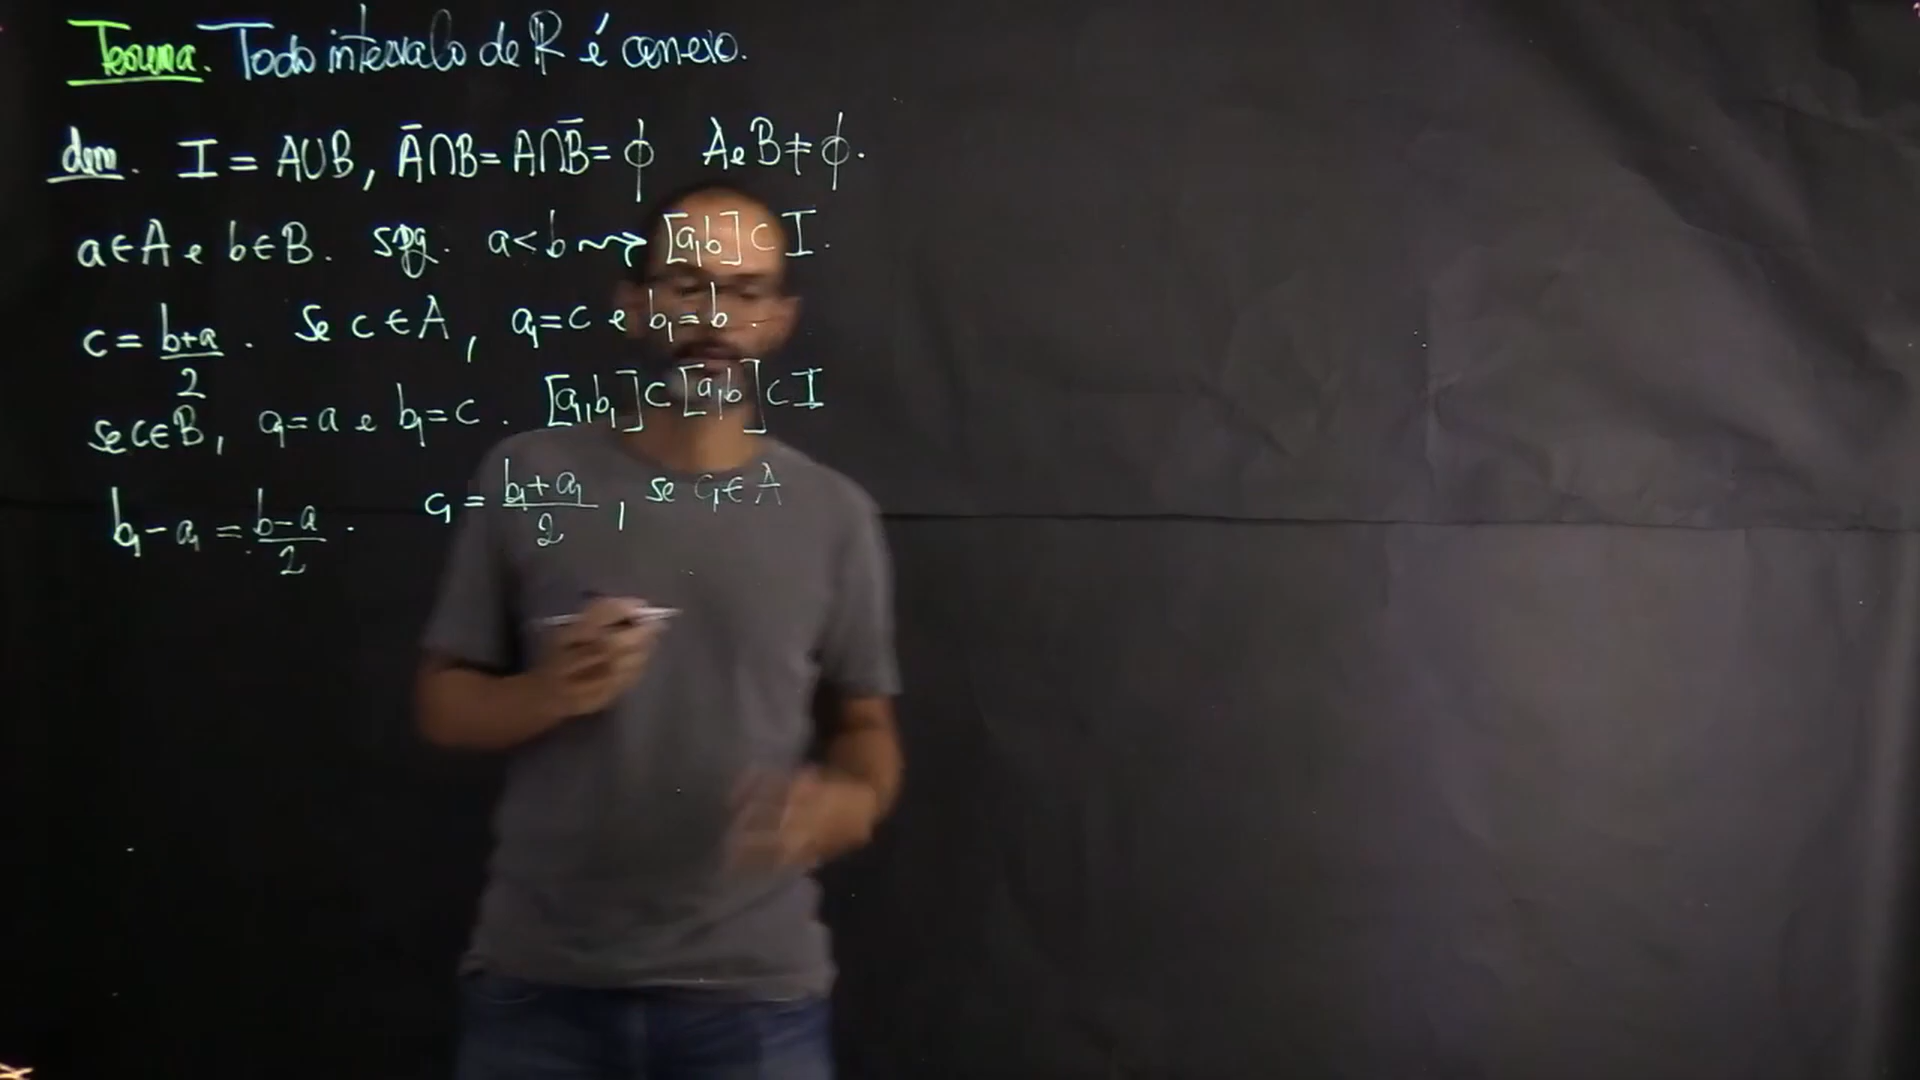 Teorema. Todo intervalo de ℝ é conexo.
dem. I = A∪B, Ā∩B = A∩B̄ = ϕ A e B ≠ ϕ.
a∈A e b∈B. spg. a<b ⇝ [a,b] ⊂ I.
c = (b+a)/2. Se c∈A, a₁=c e b₁=b.
se c∈B, a₁=a e b₁=c. [a₁,b₁] ⊂ [a,b] ⊂ I
b₁-a₁ = (b-a)/2. c₁ = (b₁+a₁)/2, se c₁∈A